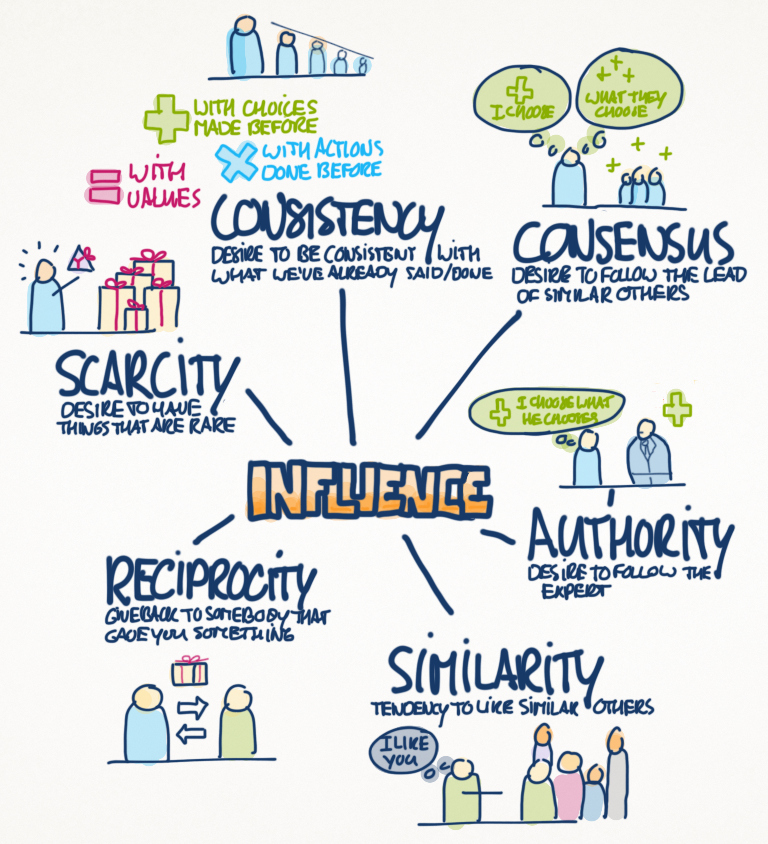 WITH CHOICES
MADE BEFORE
WITH ACTIONS
DONE BEFORE
WITH
VALUES
CONSISTENCY
DESIRE TO BE CONSISTENT WITH
WHAT WE'VE ALREADY SAID/DONE
I CHOOSE
WHAT THEY
CHOOSE
CONSENSUS
DESIRE TO FOLLOW THE LEAD
OF SIMILAR OTHERS
SCARCITY
DESIRE TO HAVE
THINGS THAT ARE RARE
I CHOOSE WHAT
HE CHOOSES
INFLUENCE
AUTHORITY
DESIRE TO FOLLOW THE
EXPERT
RECIPROCITY
GIVE BACK TO SOMEBODY THAT
GAVE YOU SOMETHING
SIMILARITY
TENDENCY TO LIKE SIMILAR OTHERS
I LIKE
YOU